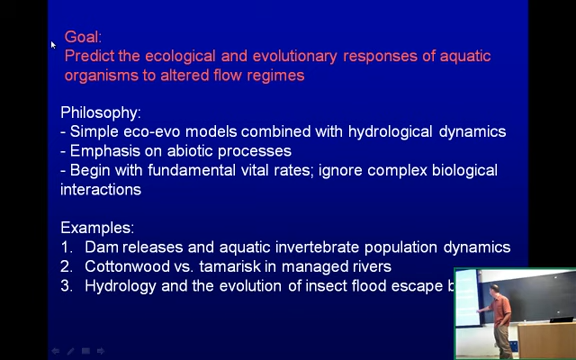 Goal:
Predict the ecological and evolutionary responses of aquatic
organisms to altered flow regimes
Philosophy:
- Simple eco-evo models combined with hydrological dynamics
- Emphasis on abiotic processes
- Begin with fundamental vital rates; ignore complex biological
interactions
Examples:
1. Dam releases and aquatic invertebrate population dynamics
2. Cottonwood vs. tamarisk in managed rivers
3. Hydrology and the evolution of insect flood escape